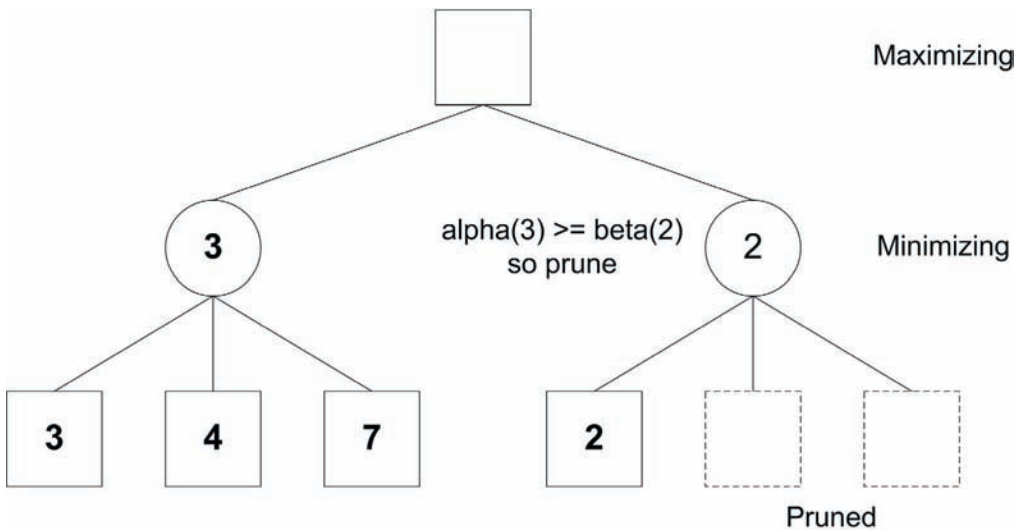 Maximizing
3
alpha(3) >= beta(2)
so prune
2
Minimizing
3
4
7
2
Pruned